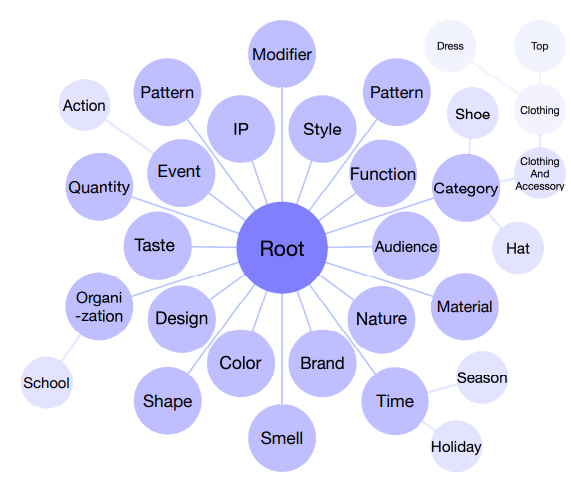 Dress
Top
Modifier
Pattern
Pattern
Action
Clothing
Shoe
IP
Style
Event
Function
Clothing
And
Accessory
Quantity
Category
Taste
Root
Audience
Hat
Organi
-zation
Design
Nature
Material
Color
Brand
School
Season
Shape
Time
Smell
Holiday